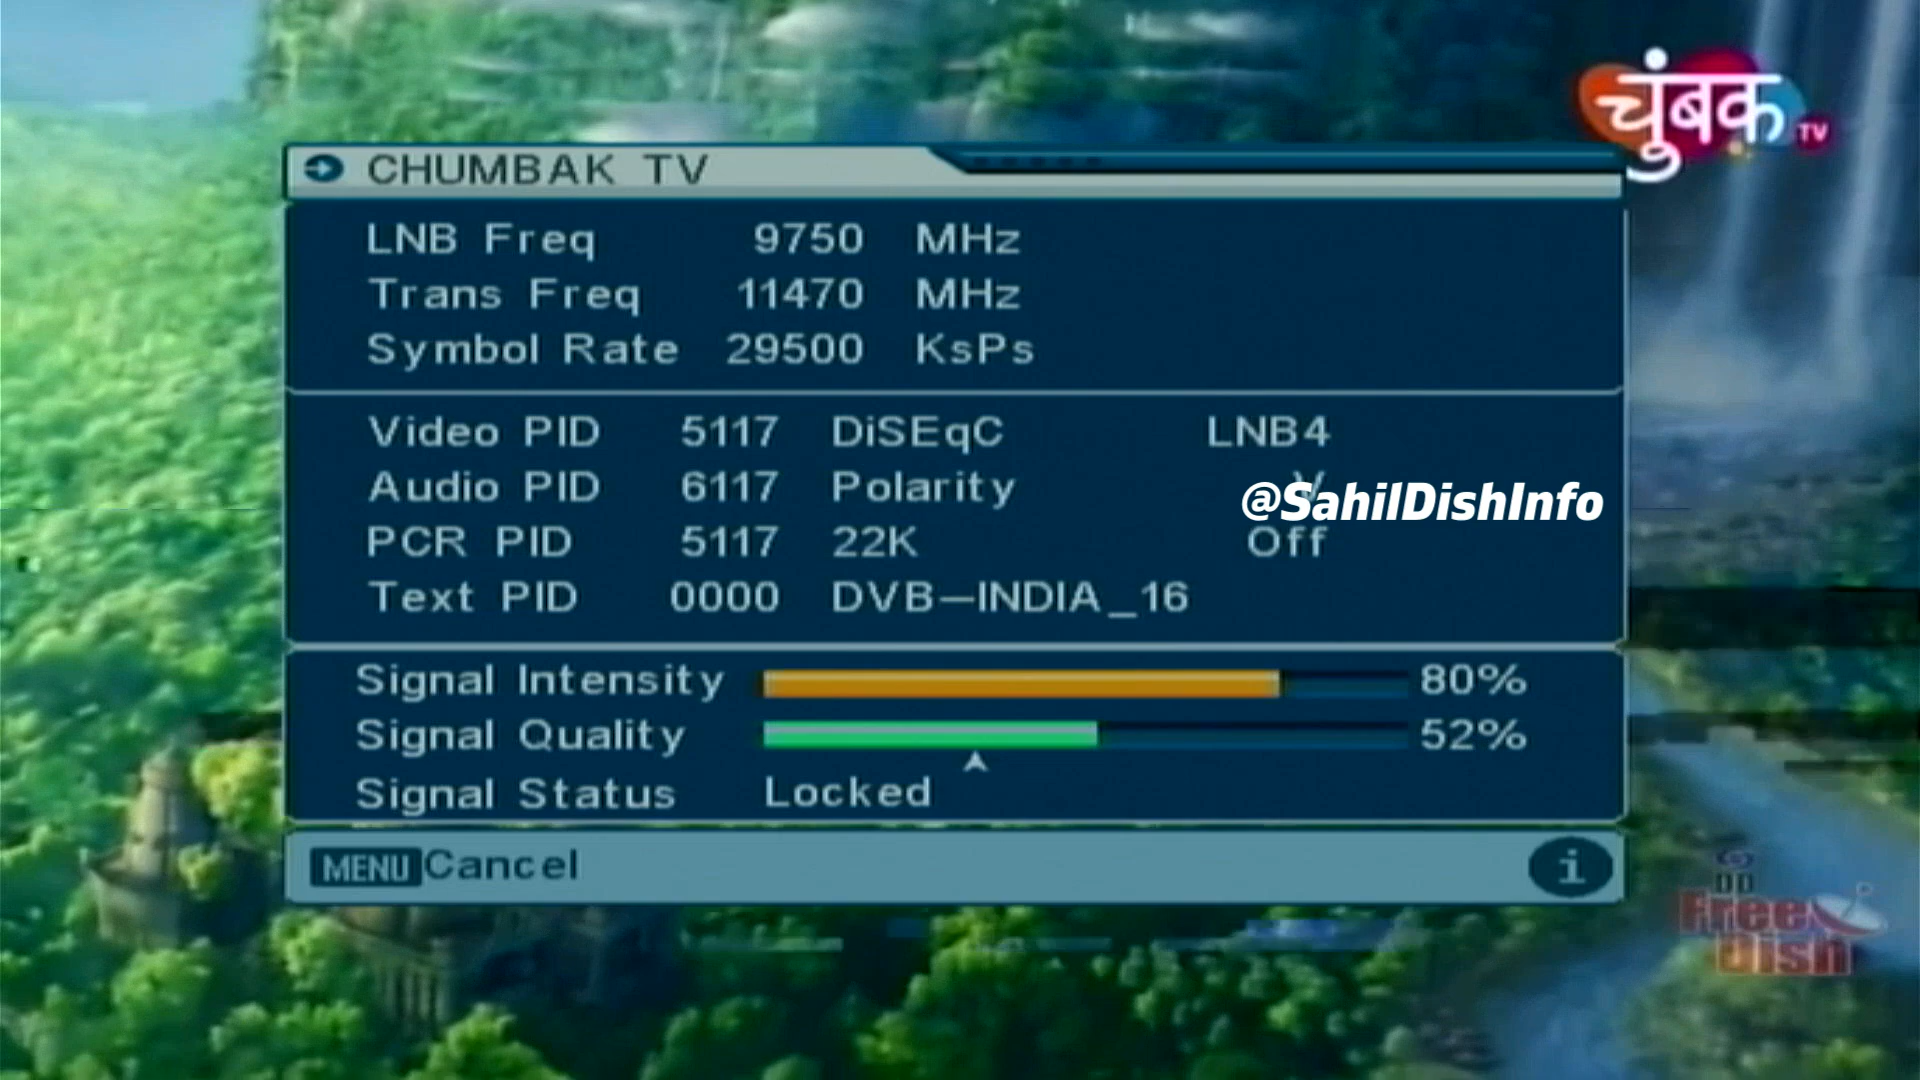 चुंबक TV
CHUMBAK TV
LNB Freq 9750 MHz
Trans Freq 11470 MHz
Symbol Rate 29500 KsPs
Video PID 5117 DiSEqC LNB4
Audio PID 6117 Polarity V
@SahilDishInfo
PCR PID 5117 22K Off
Text PID 0000 DVB-INDIA_16
Signal Intensity 80%
Signal Quality 52%
Signal Status Locked
MENU Cancel i
DD
Free
Dish